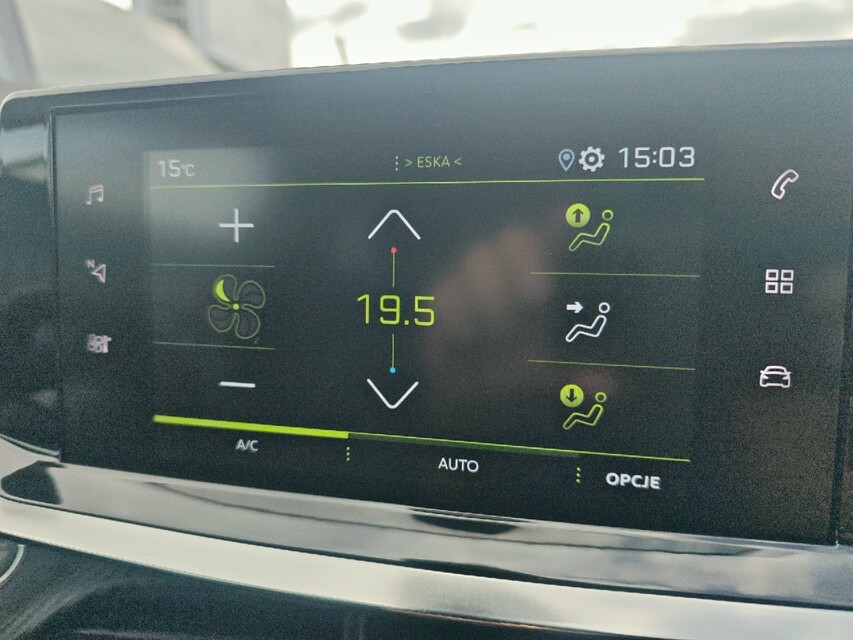 15°C
> ESKA <
15:03
N
19.5
A/C
AUTO
OPCJE